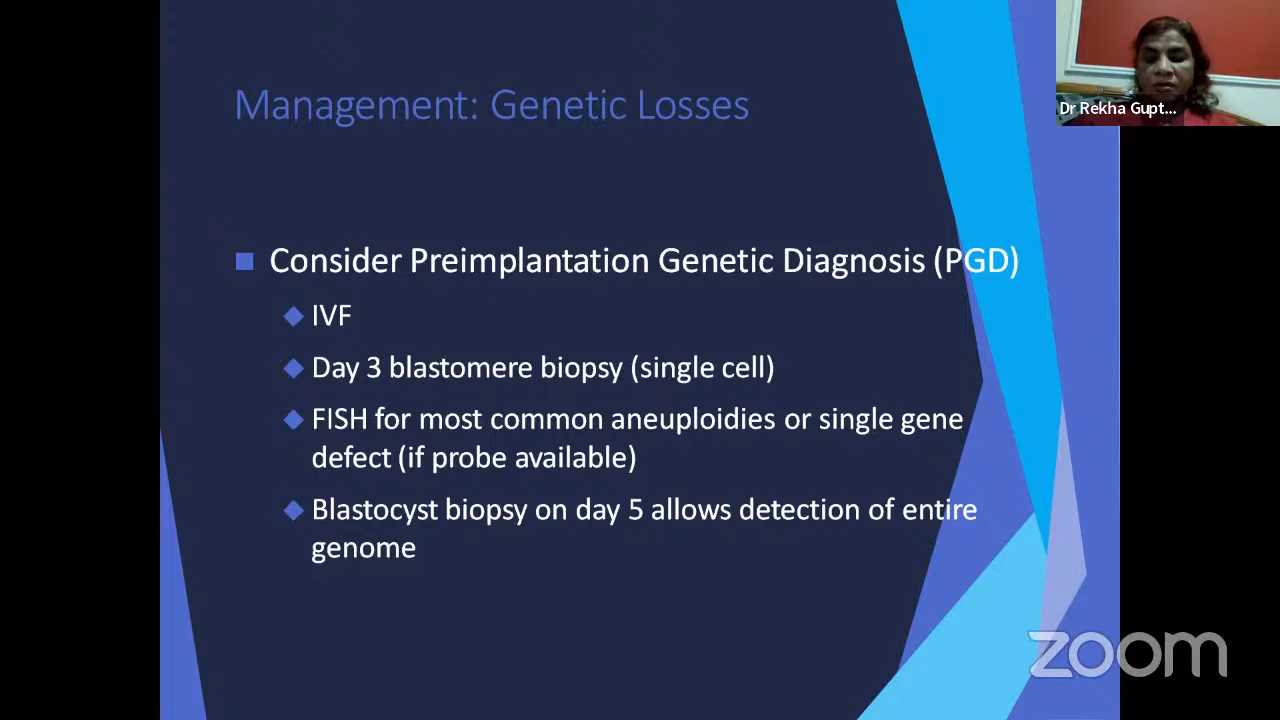 Management: Genetic Losses
Dr Rekha Gupt...
Consider Preimplantation Genetic Diagnosis (PGD)
IVF
Day 3 blastomere biopsy (single cell)
FISH for most common aneuploidies or single gene
defect (if probe available)
Blastocyst biopsy on day 5 allows detection of entire
genome
zoom